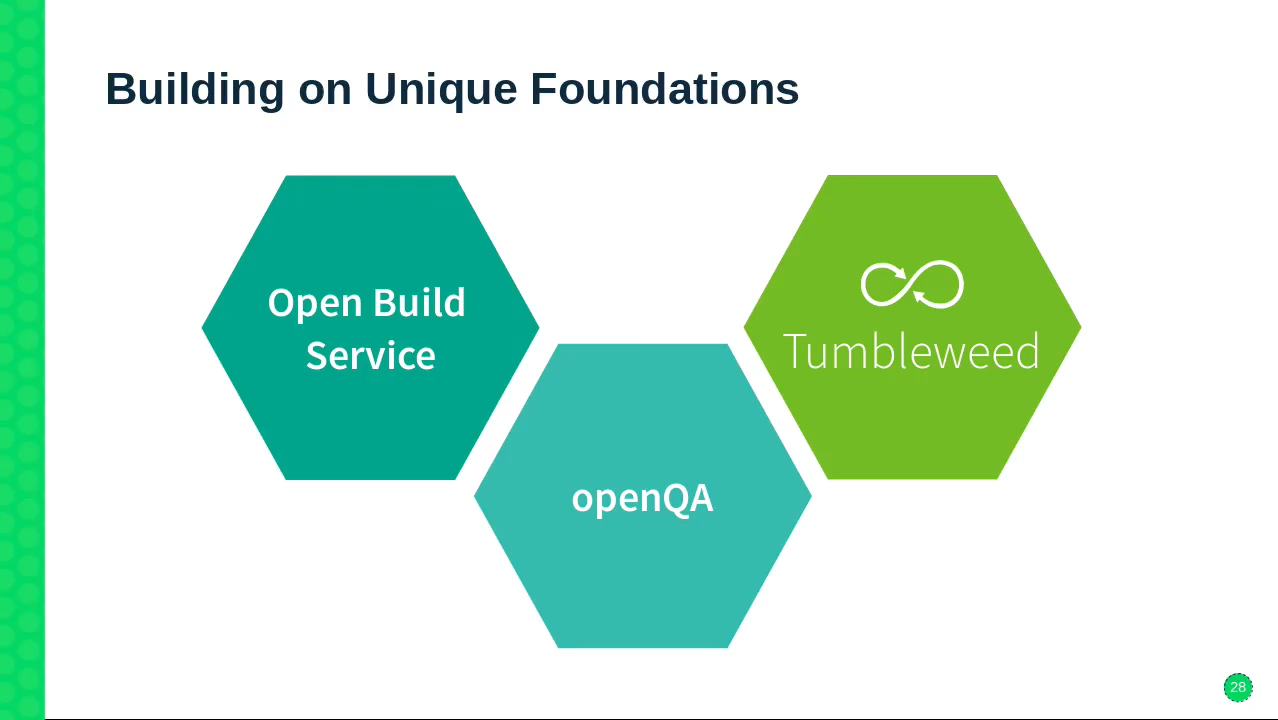 Building on Unique Foundations
Open Build
Service
Tumbleweed
openQA
28